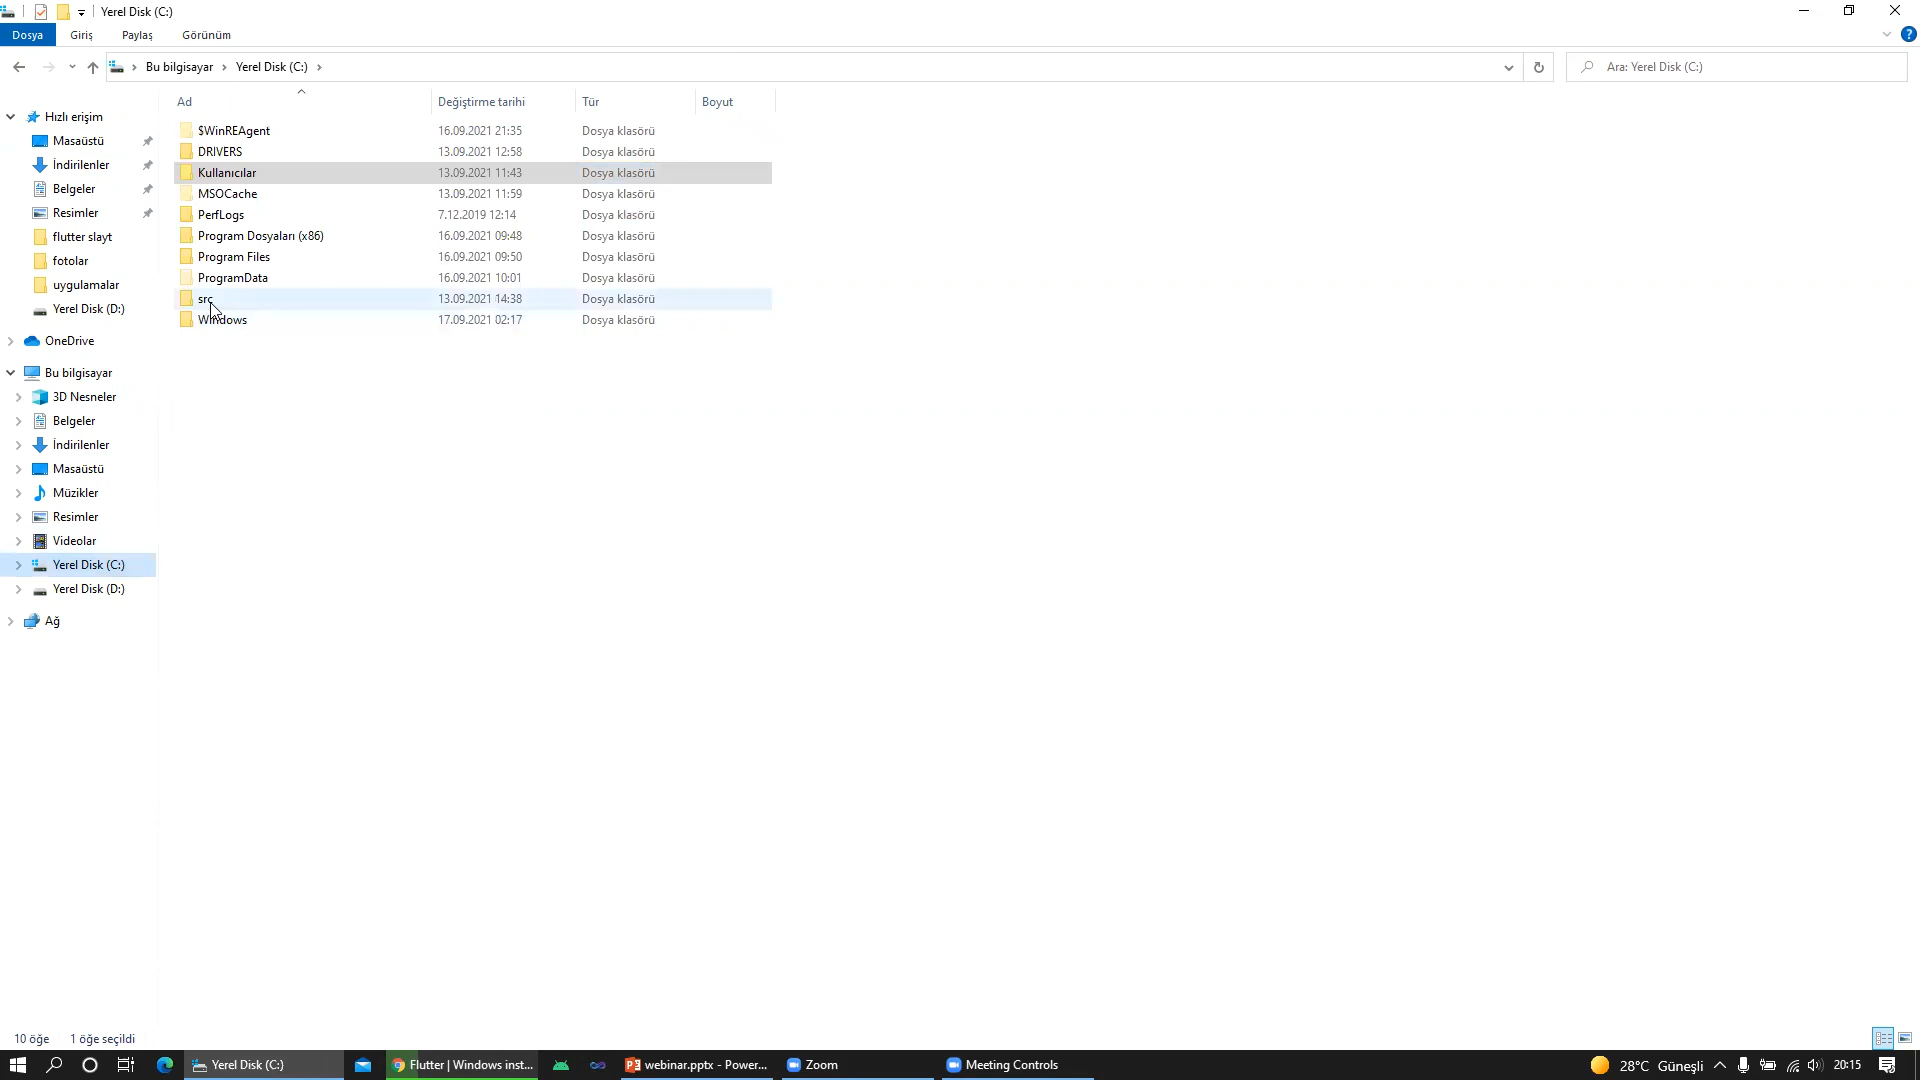 Yerel Disk (C:)
Dosya Giriş Paylaş Görünüm
Bu bilgisayar Yerel Disk (C:) Ara: Yerel Disk (C:)
Ad Değiştirme tarihi Tür Boyut
$WinREAgent 16.09.2021 21:35 Dosya klasörü
DRIVERS 13.09.2021 12:58 Dosya klasörü
Kullanıcılar 13.09.2021 11:43 Dosya klasörü
MSOCache 13.09.2021 11:59 Dosya klasörü
PerfLogs 7.12.2019 12:14 Dosya klasörü
Program Dosyaları (x86) 16.09.2021 09:48 Dosya klasörü
Program Files 16.09.2021 09:50 Dosya klasörü
ProgramData 16.09.2021 10:01 Dosya klasörü
src 13.09.2021 14:38 Dosya klasörü
Windows 17.09.2021 02:17 Dosya klasörü
Hızlı erişim
Masaüstü
İndirilenler
Belgeler
Resimler
flutter slayt
fotolar
uygulamalar
Yerel Disk (D:)
OneDrive
Bu bilgisayar
3D Nesneler
Belgeler
İndirilenler
Masaüstü
Müzikler
Resimler
Videolar
Yerel Disk (C:)
Yerel Disk (D:)
Ağ
10 öğe 1 öğe seçildi
Yerel Disk (C:) Flutter | Windows inst... webinar.pptx - Power... Zoom Meeting Controls 28°C Güneşli 20:15